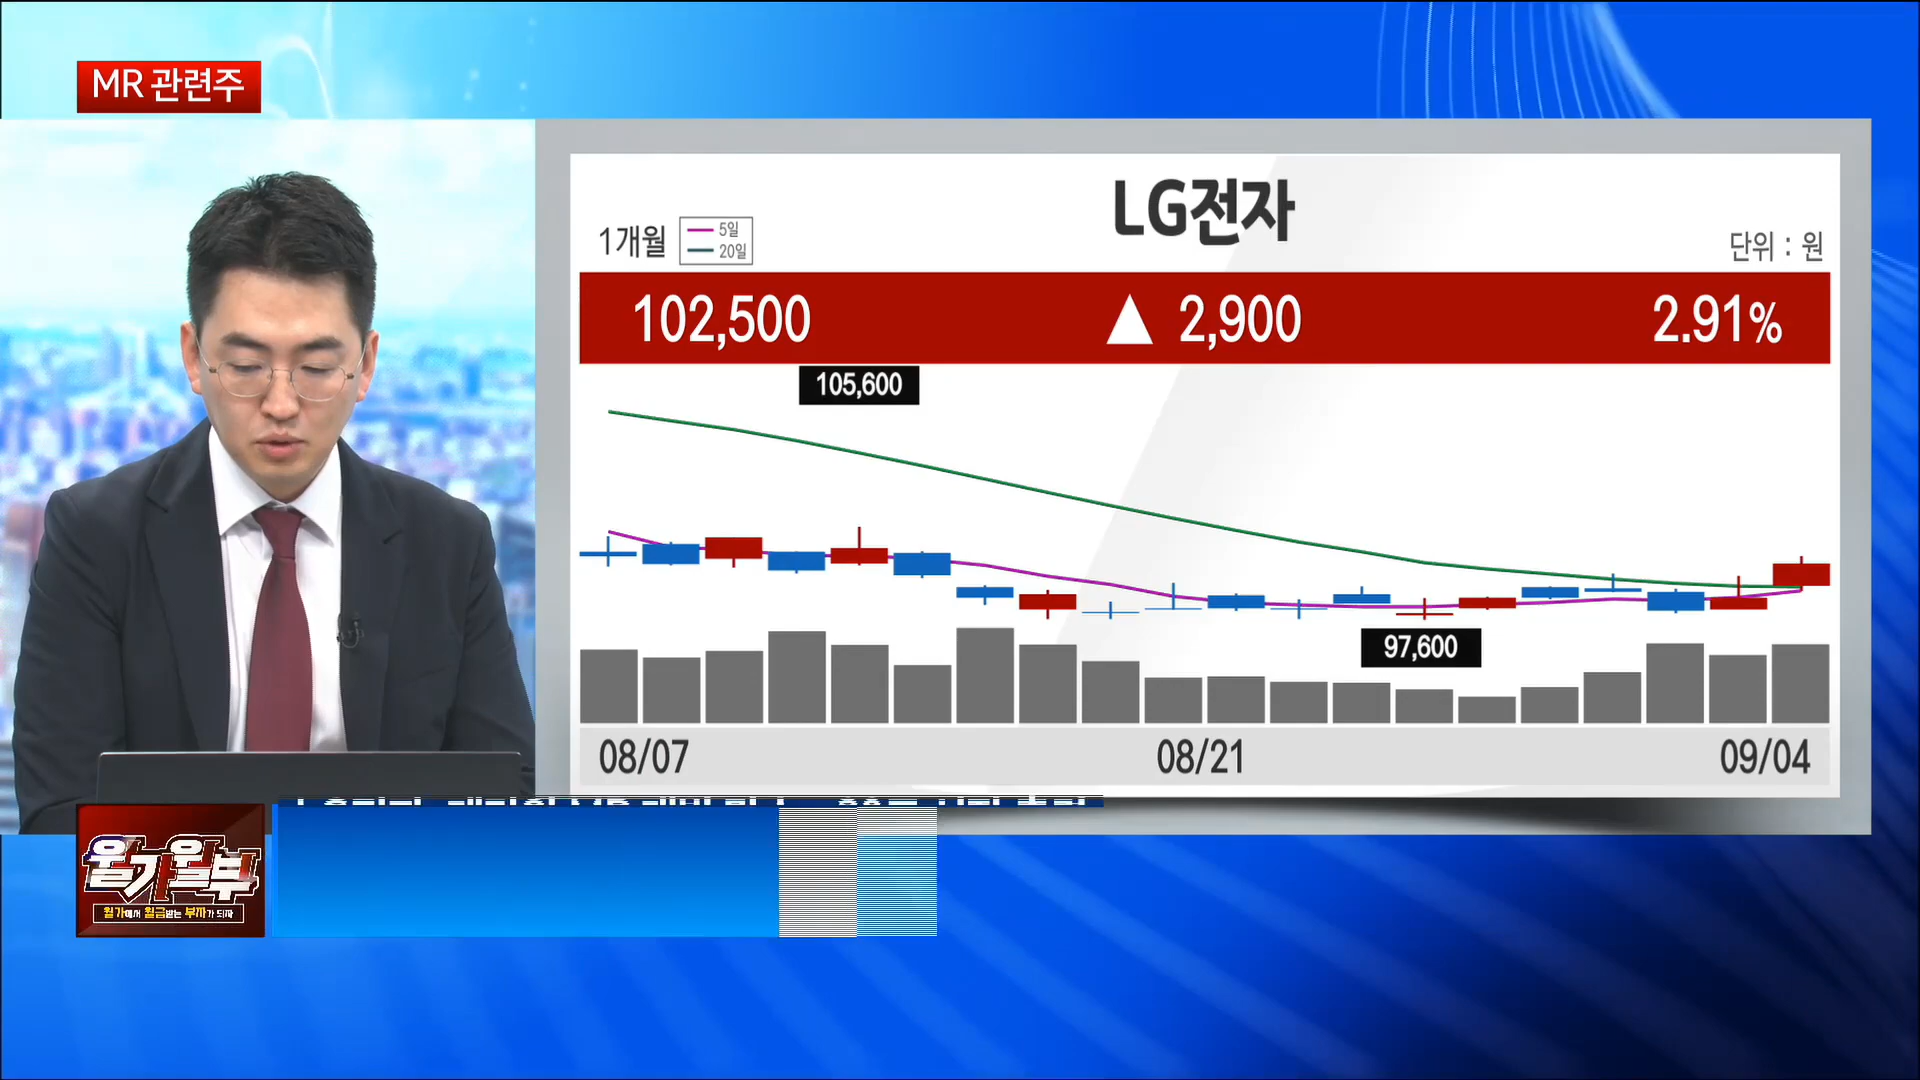 MR 관련주
LG전자
1개월
5일
20일
단위 : 원
102,500 ▲ 2,900 2.91%
105,600
97,600
08/07 08/21 09/04
월가월부
월가에서 월급받는 부자가 되자